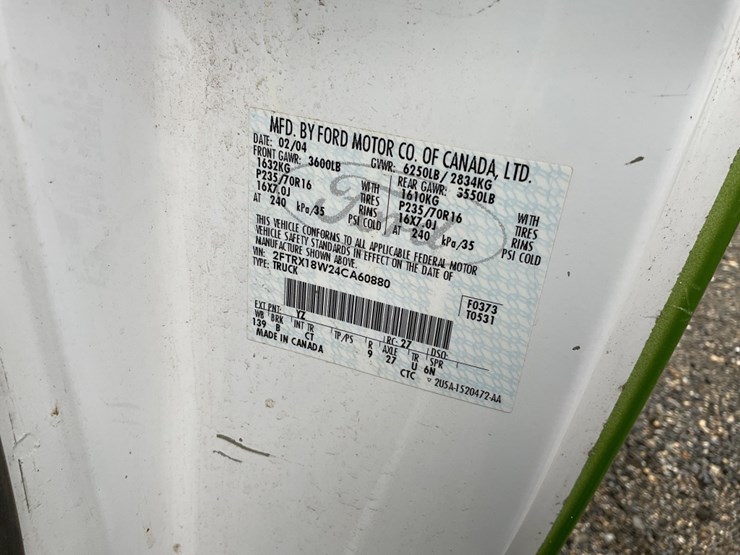 MFD. BY FORD MOTOR CO. OF CANADA, LTD.
DATE: 02/04 GVWR: 6250LB/ 2834KG
FRONT GAWR: 3600LB REAR GAWR: 3550LB
1632KG WITH 1610KG WITH
P235/70R16 TIRES P235/70R16 TIRES
16X7.0J RIMS 16X7.0J RIMS
AT 240 kPa/35 PSI COLD AT 240 kPa/35 PSI COLD
THIS VEHICLE CONFORMS TO ALL APPLICABLE FEDERAL MOTOR
VEHICLE SAFETY STANDARDS IN EFFECT ON THE DATE OF
MANUFACTURE SHOWN ABOVE.
VIN: 2FTRX18W24CA60880
TYPE: TRUCK
F0373
T0531
EXT PNT: YZ RC: 27 DSO:
WB BRK INT TR TP/PS R AXLE TR SPR
139 B CT 9 27 U 6N
MADE IN CANADA CTC
2U5A-1520472-AA
Ford